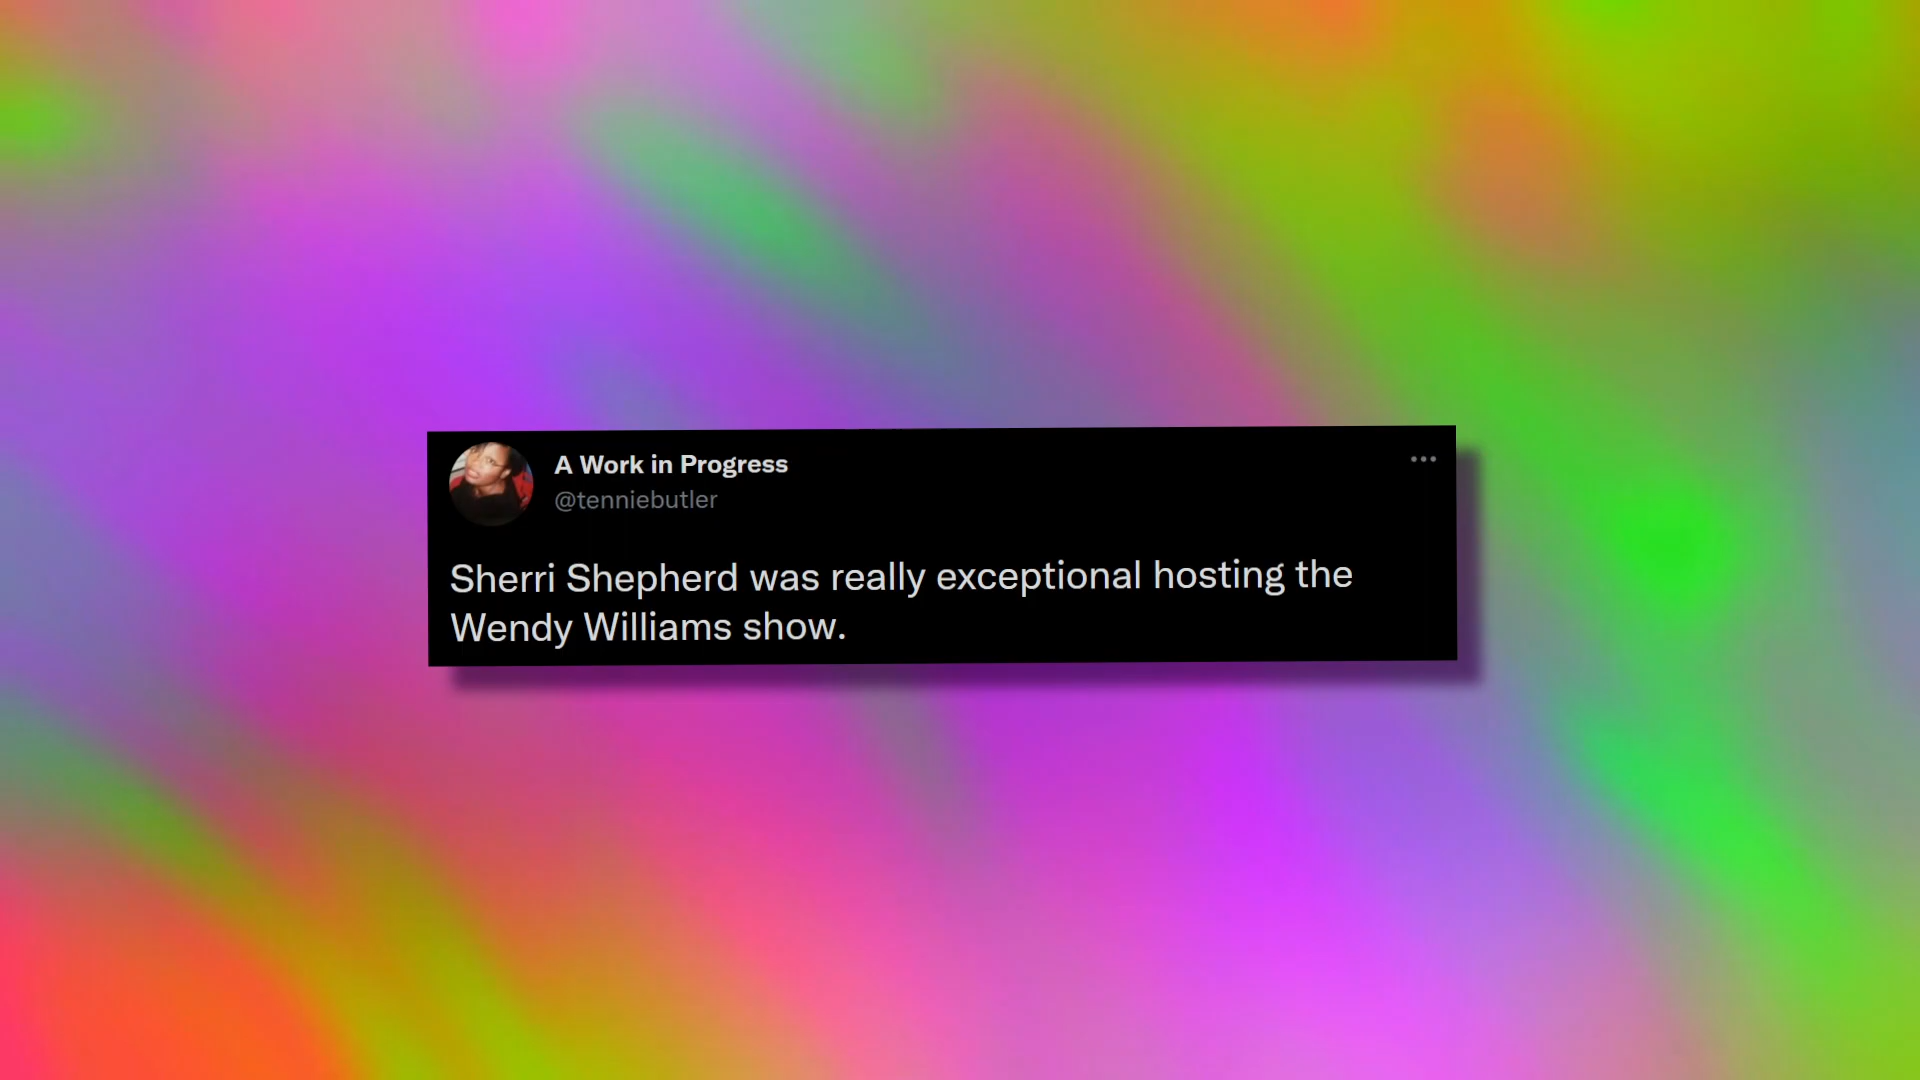 A Work in Progress
@tenniebutler
Sherri Shepherd was really exceptional hosting the
Wendy Williams show.